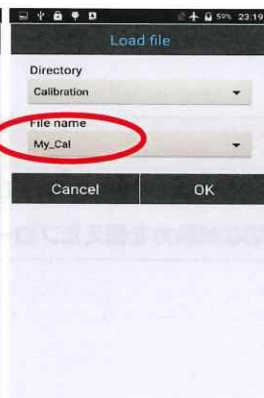 59% 23:19
Load file
Directory
Calibration
File name
My_Cal
Cancel
OK